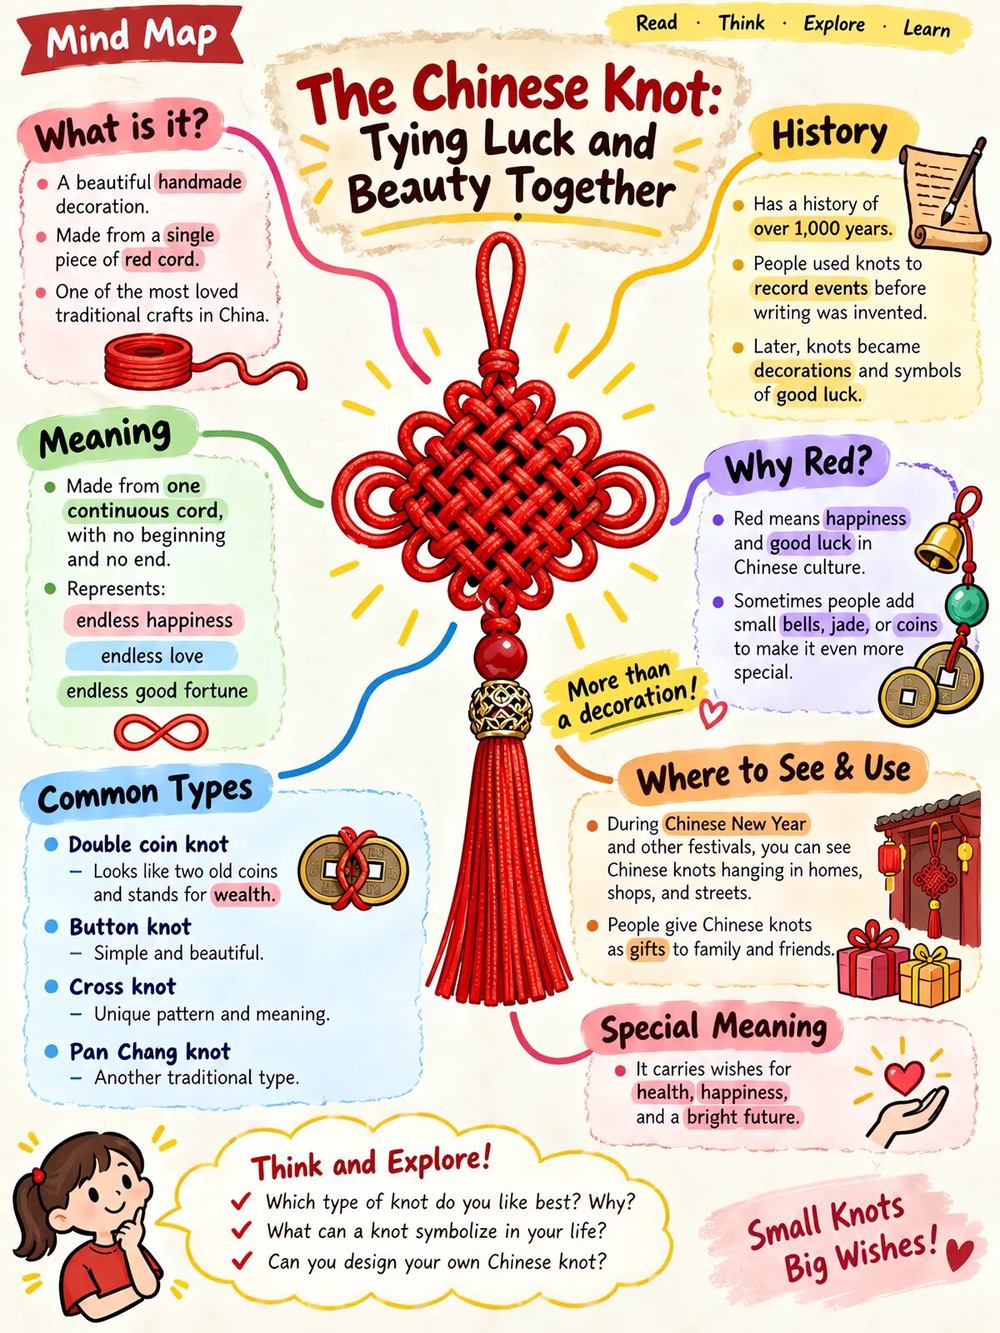 Mind Map
Read · Think · Explore · Learn
The Chinese Knot:
Tying Luck and
Beauty Together
What is it?
• A beautiful handmade
decoration.
• Made from a single
piece of red cord.
• One of the most loved
traditional crafts in China.
History
• Has a history of
over 1,000 years.
• People used knots to
record events before
writing was invented.
• Later, knots became
decorations and symbols
of good luck.
Meaning
• Made from one
continuous cord,
with no beginning
and no end.
• Represents:
endless happiness
endless love
endless good fortune
Why Red?
• Red means happiness
and good luck in
Chinese culture.
• Sometimes people add
small bells, jade, or coins
to make it even more
special.
More than
a decoration!
Common Types
• Double coin knot
– Looks like two old coins
and stands for wealth.
• Button knot
– Simple and beautiful.
• Cross knot
– Unique pattern and meaning.
• Pan Chang knot
– Another traditional type.
Where to See & Use
• During Chinese New Year
and other festivals, you can see
Chinese knots hanging in homes,
shops, and streets.
• People give Chinese knots
as gifts to family and friends.
Special Meaning
• It carries wishes for
health, happiness,
and a bright future.
Think and Explore!
✓ Which type of knot do you like best? Why?
✓ What can a knot symbolize in your life?
✓ Can you design your own Chinese knot?
Small Knots
Big Wishes!